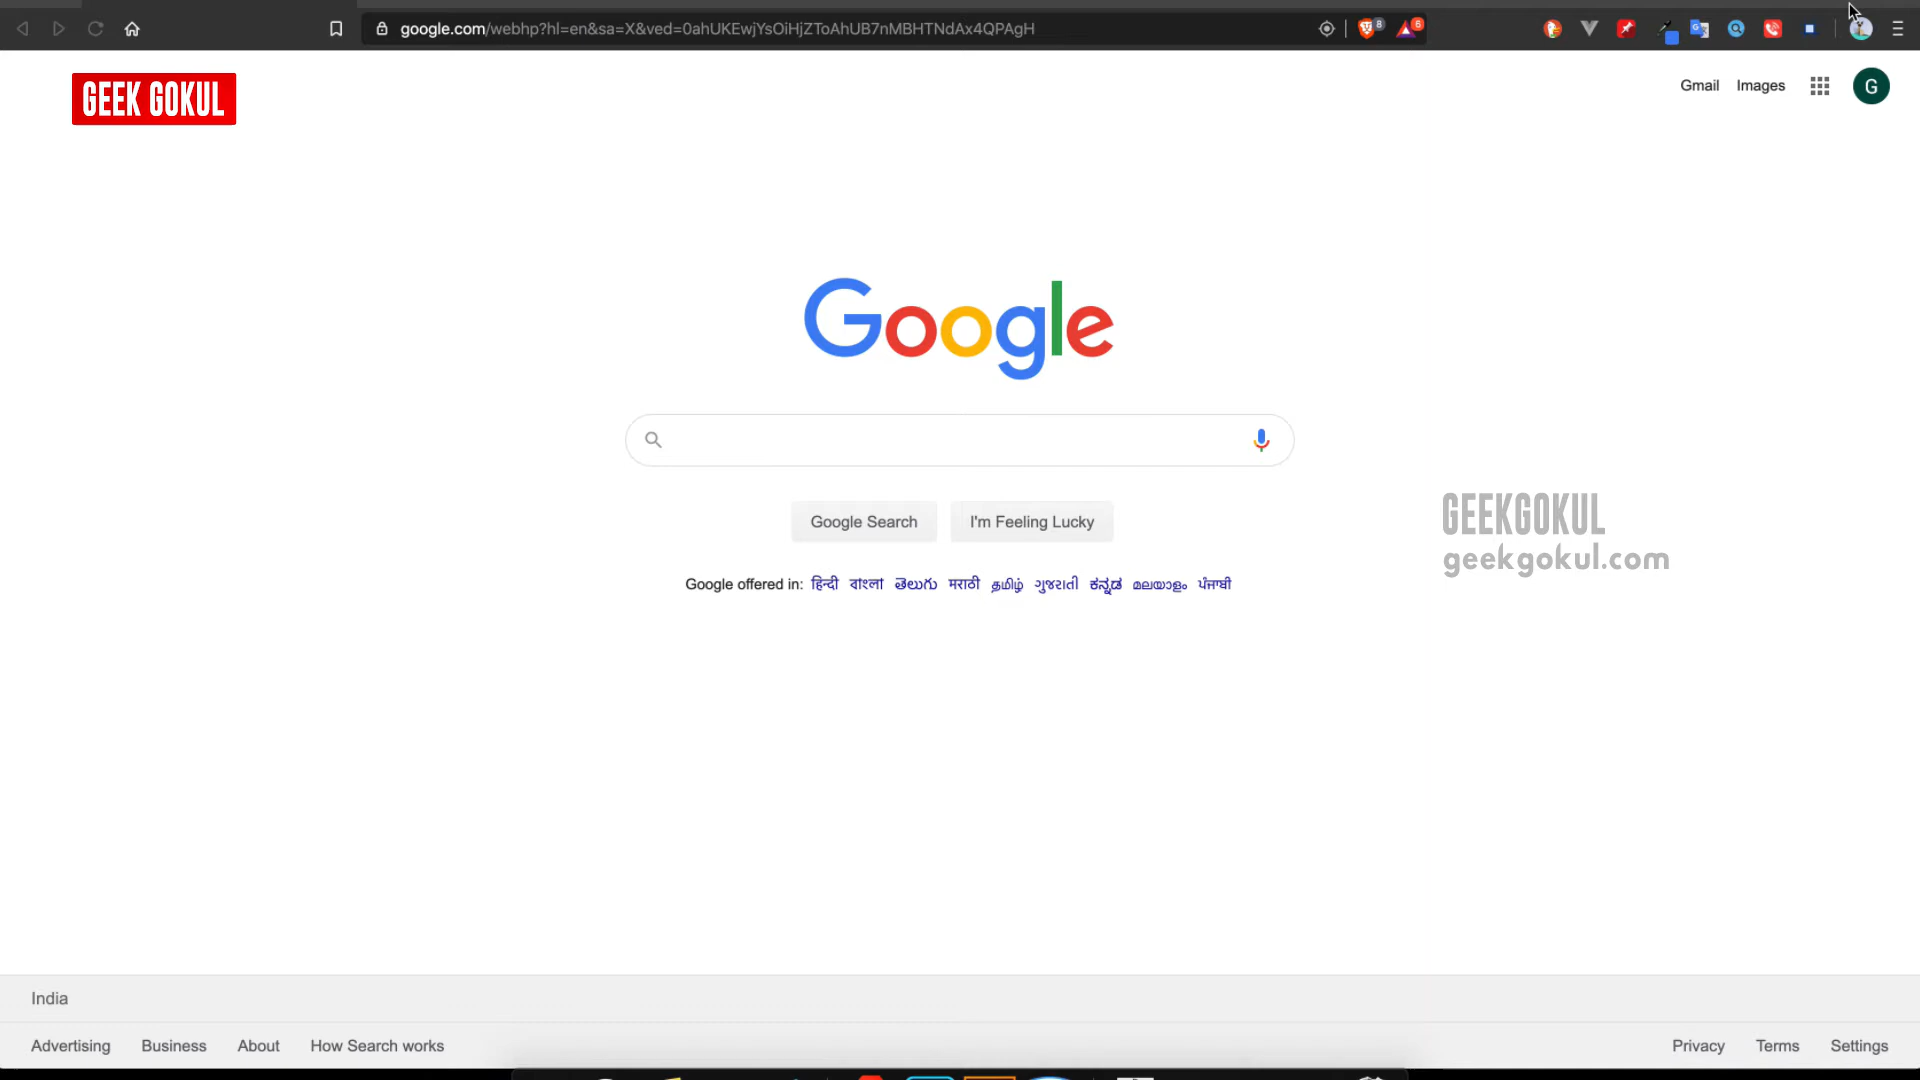 google.com/webhp?hl=en&sa=X&ved=0ahUKEwjYsOiHjZToAhUB7nMBHTNdAx4QPAgH
8
6
GEEK GOKUL
Gmail Images
G
Google
Google Search I'm Feeling Lucky
GEEKGOKUL
geekgokul.com
Google offered in: हिन्दी বাংলা తెలుగు मराठी தமிழ் ગુજરાતી ಕನ್ನಡ മലയാളം ਪੰਜਾਬੀ
India
Advertising Business About How Search works Privacy Terms Settings